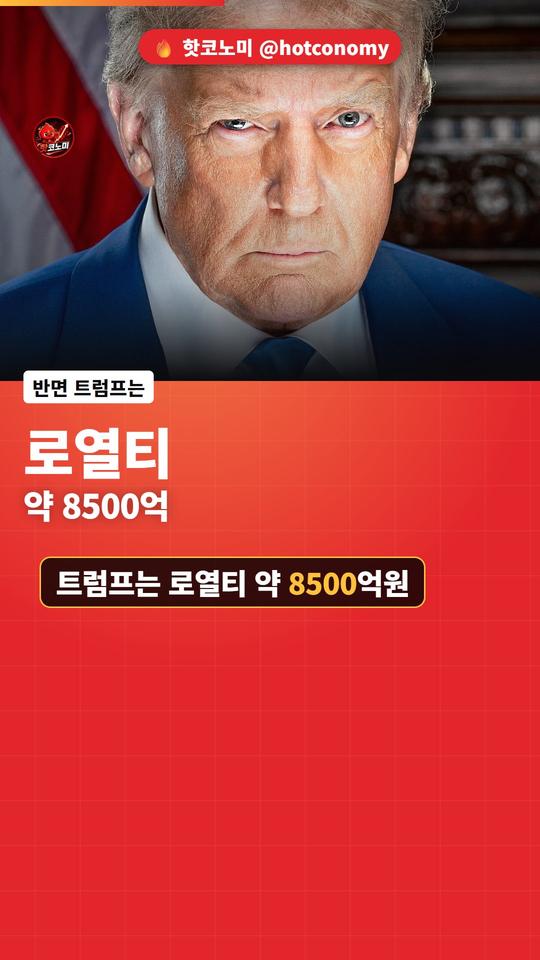 🔥 핫코노미 @hotconomy
핫코노미
반면 트럼프는
로열티
약 8500억
트럼프는 로열티 약 8500억원